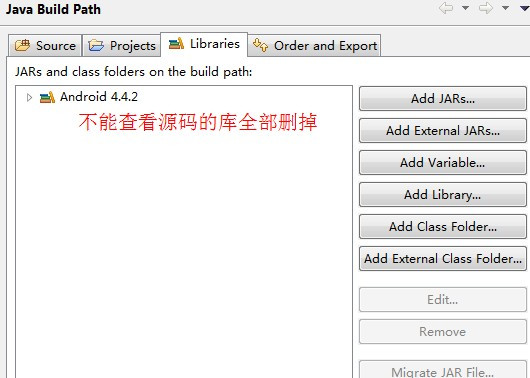 Java Build Path
Source
Projects
Libraries
Order and Export
JARs and class folders on the build path:
Android 4.4.2
不能查看源码的库全部删掉
Add JARs...
Add External JARs...
Add Variable...
Add Library...
Add Class Folder...
Add External Class Folder...
Edit...
Remove
Migrate JAR File...